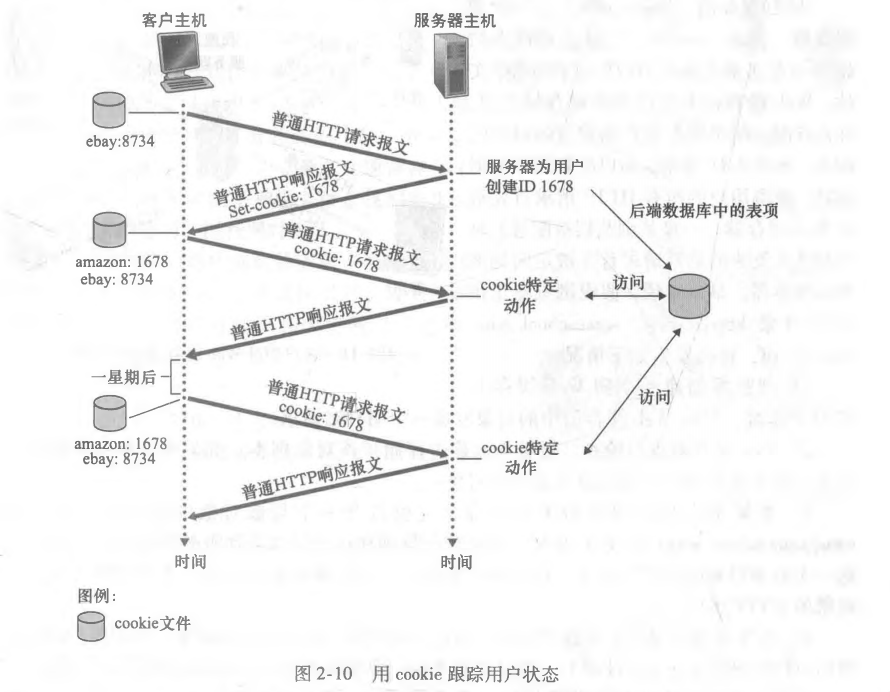 客户主机
服务器主机
ebay:8734
普通HTTP请求报文
服务器为用户
创建ID 1678
普通HTTP响应报文
Set-cookie: 1678
后端数据库中的表项
amazon: 1678
ebay: 8734
普通HTTP请求报文
cookie: 1678
cookie特定
动作
访问
普通HTTP响应报文
一星期后
访问
普通HTTP请求报文
cookie: 1678
amazon: 1678
ebay: 8734
cookie特定
动作
普通HTTP响应报文
时间
时间
图例：
cookie文件
图 2-10 用 cookie 跟踪用户状态